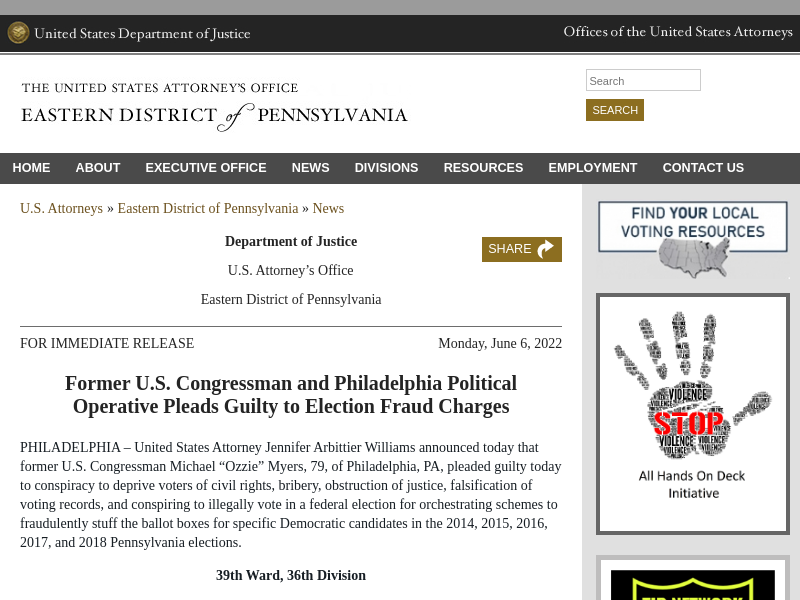 United States Department of Justice
Offices of the United States Attorneys
THE UNITED STATES ATTORNEY'S OFFICE
EASTERN DISTRICT of PENNSYLVANIA
Search
SEARCH
HOME ABOUT EXECUTIVE OFFICE NEWS DIVISIONS RESOURCES EMPLOYMENT CONTACT US
U.S. Attorneys » Eastern District of Pennsylvania » News
Department of Justice
SHARE
U.S. Attorney’s Office
Eastern District of Pennsylvania
FOR IMMEDIATE RELEASE
Monday, June 6, 2022
Former U.S. Congressman and Philadelphia Political
Operative Pleads Guilty to Election Fraud Charges
PHILADELPHIA – United States Attorney Jennifer Arbittier Williams announced today that
former U.S. Congressman Michael “Ozzie” Myers, 79, of Philadelphia, PA, pleaded guilty today
to conspiracy to deprive voters of civil rights, bribery, obstruction of justice, falsification of
voting records, and conspiring to illegally vote in a federal election for orchestrating schemes to
fraudulently stuff the ballot boxes for specific Democratic candidates in the 2014, 2015, 2016,
2017, and 2018 Pennsylvania elections.
39th Ward, 36th Division
FIND YOUR LOCAL
VOTING RESOURCES
VIOLENCE
STOP
VIOLENCE
All Hands On Deck
Initiative